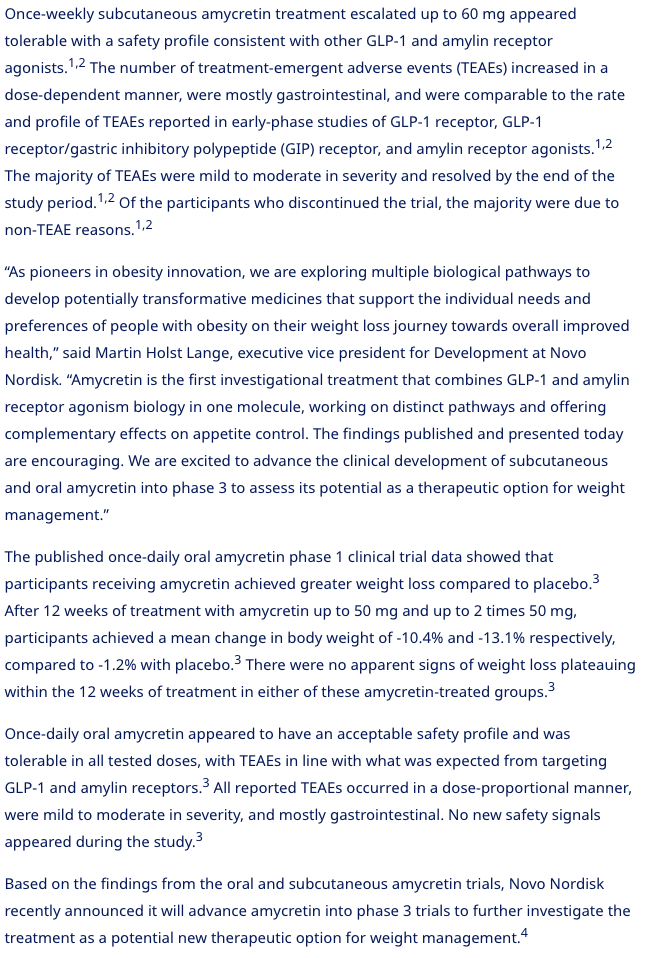 Once-weekly subcutaneous amycretin treatment escalated up to 60 mg appeared
tolerable with a safety profile consistent with other GLP-1 and amylin receptor
agonists.1,2 The number of treatment-emergent adverse events (TEAEs) increased in a
dose-dependent manner, were mostly gastrointestinal, and were comparable to the rate
and profile of TEAEs reported in early-phase studies of GLP-1 receptor, GLP-1
receptor/gastric inhibitory polypeptide (GIP) receptor, and amylin receptor agonists.1,2
The majority of TEAEs were mild to moderate in severity and resolved by the end of the
study period.1,2 Of the participants who discontinued the trial, the majority were due to
non-TEAE reasons.1,2
“As pioneers in obesity innovation, we are exploring multiple biological pathways to
develop potentially transformative medicines that support the individual needs and
preferences of people with obesity on their weight loss journey towards overall improved
health,” said Martin Holst Lange, executive vice president for Development at Novo
Nordisk. “Amycretin is the first investigational treatment that combines GLP-1 and amylin
receptor agonism biology in one molecule, working on distinct pathways and offering
complementary effects on appetite control. The findings published and presented today
are encouraging. We are excited to advance the clinical development of subcutaneous
and oral amycretin into phase 3 to assess its potential as a therapeutic option for weight
management.”
The published once-daily oral amycretin phase 1 clinical trial data showed that
participants receiving amycretin achieved greater weight loss compared to placebo.3
After 12 weeks of treatment with amycretin up to 50 mg and up to 2 times 50 mg,
participants achieved a mean change in body weight of -10.4% and -13.1% respectively,
compared to -1.2% with placebo.3 There were no apparent signs of weight loss plateauing
within the 12 weeks of treatment in either of these amycretin-treated groups.3
Once-daily oral amycretin appeared to have an acceptable safety profile and was
tolerable in all tested doses, with TEAEs in line with what was expected from targeting
GLP-1 and amylin receptors.3 All reported TEAEs occurred in a dose-proportional manner,
were mild to moderate in severity, and mostly gastrointestinal. No new safety signals
appeared during the study.3
Based on the findings from the oral and subcutaneous amycretin trials, Novo Nordisk
recently announced it will advance amycretin into phase 3 trials to further investigate the
treatment as a potential new therapeutic option for weight management.4